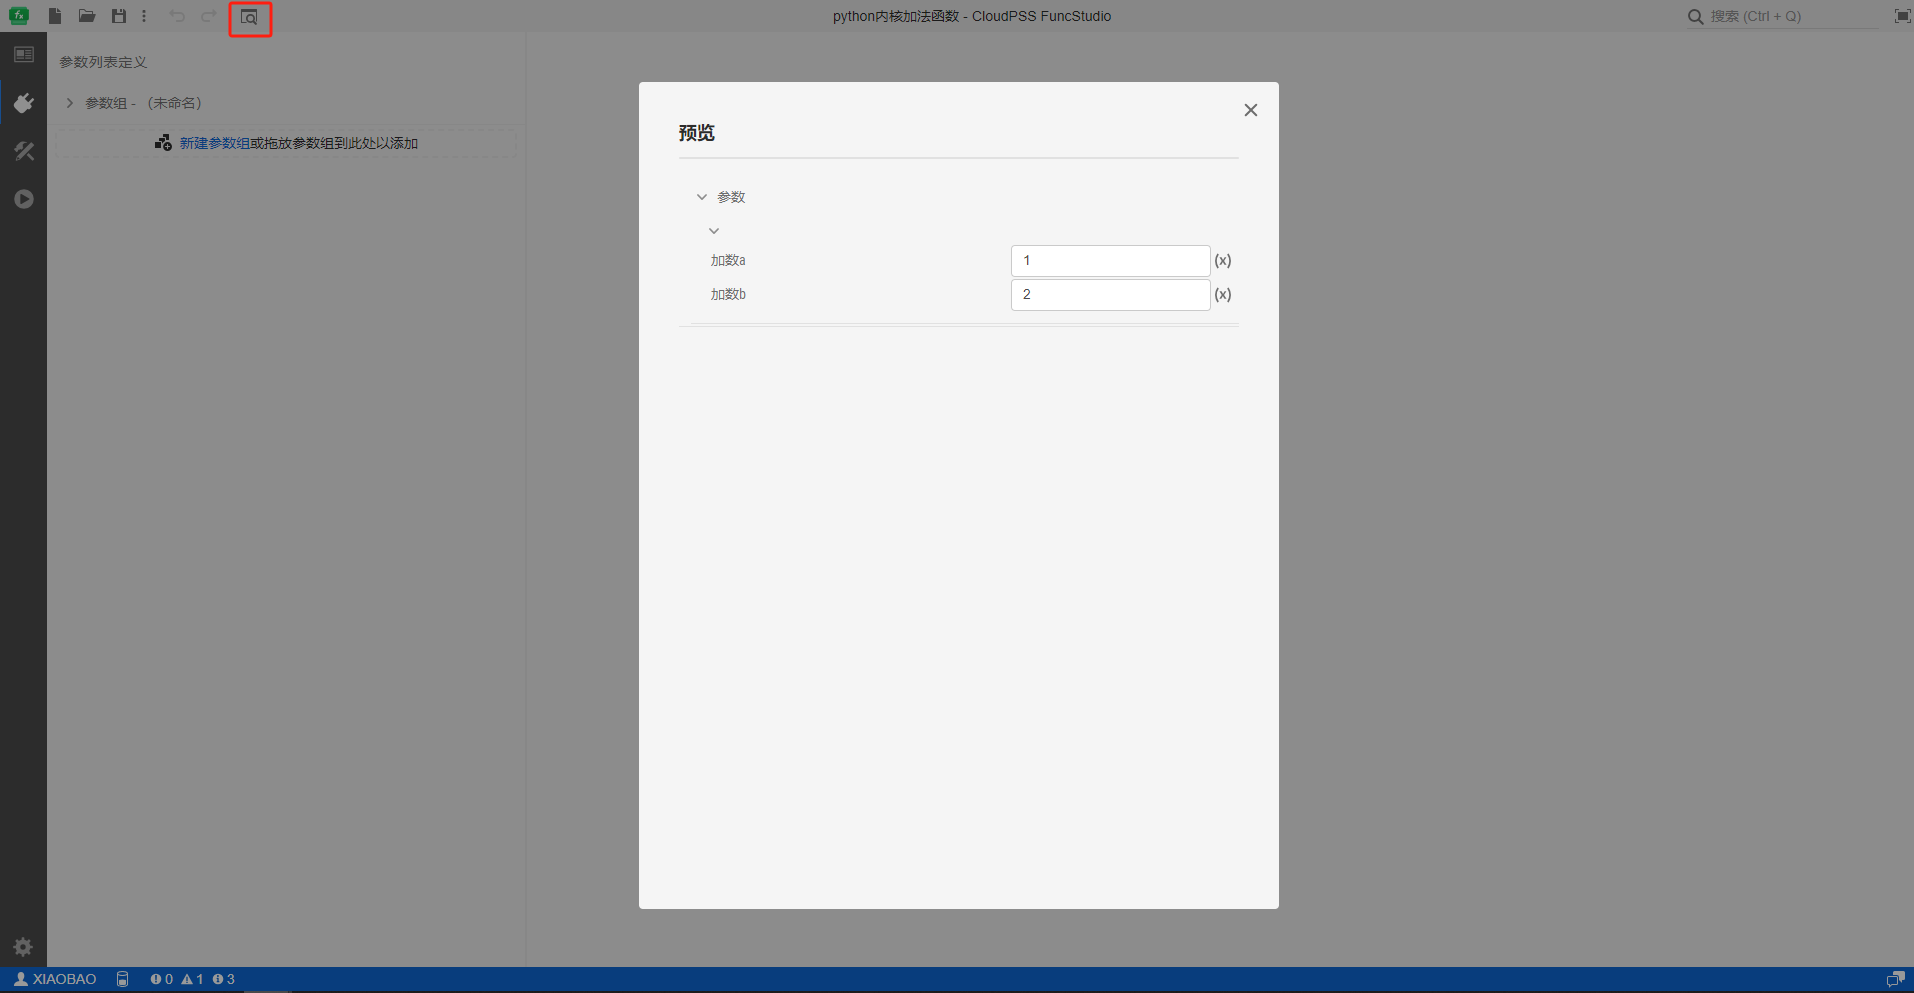 fx
python内核加法函数 - CloudPSS FuncStudio
搜索 (Ctrl + Q)
参数列表定义
参数组 - （未命名）
新建参数组或拖放参数组到此处以添加
预览
参数
加数a 1 (x)
加数b 2 (x)
XIAOBAO 0 1 3